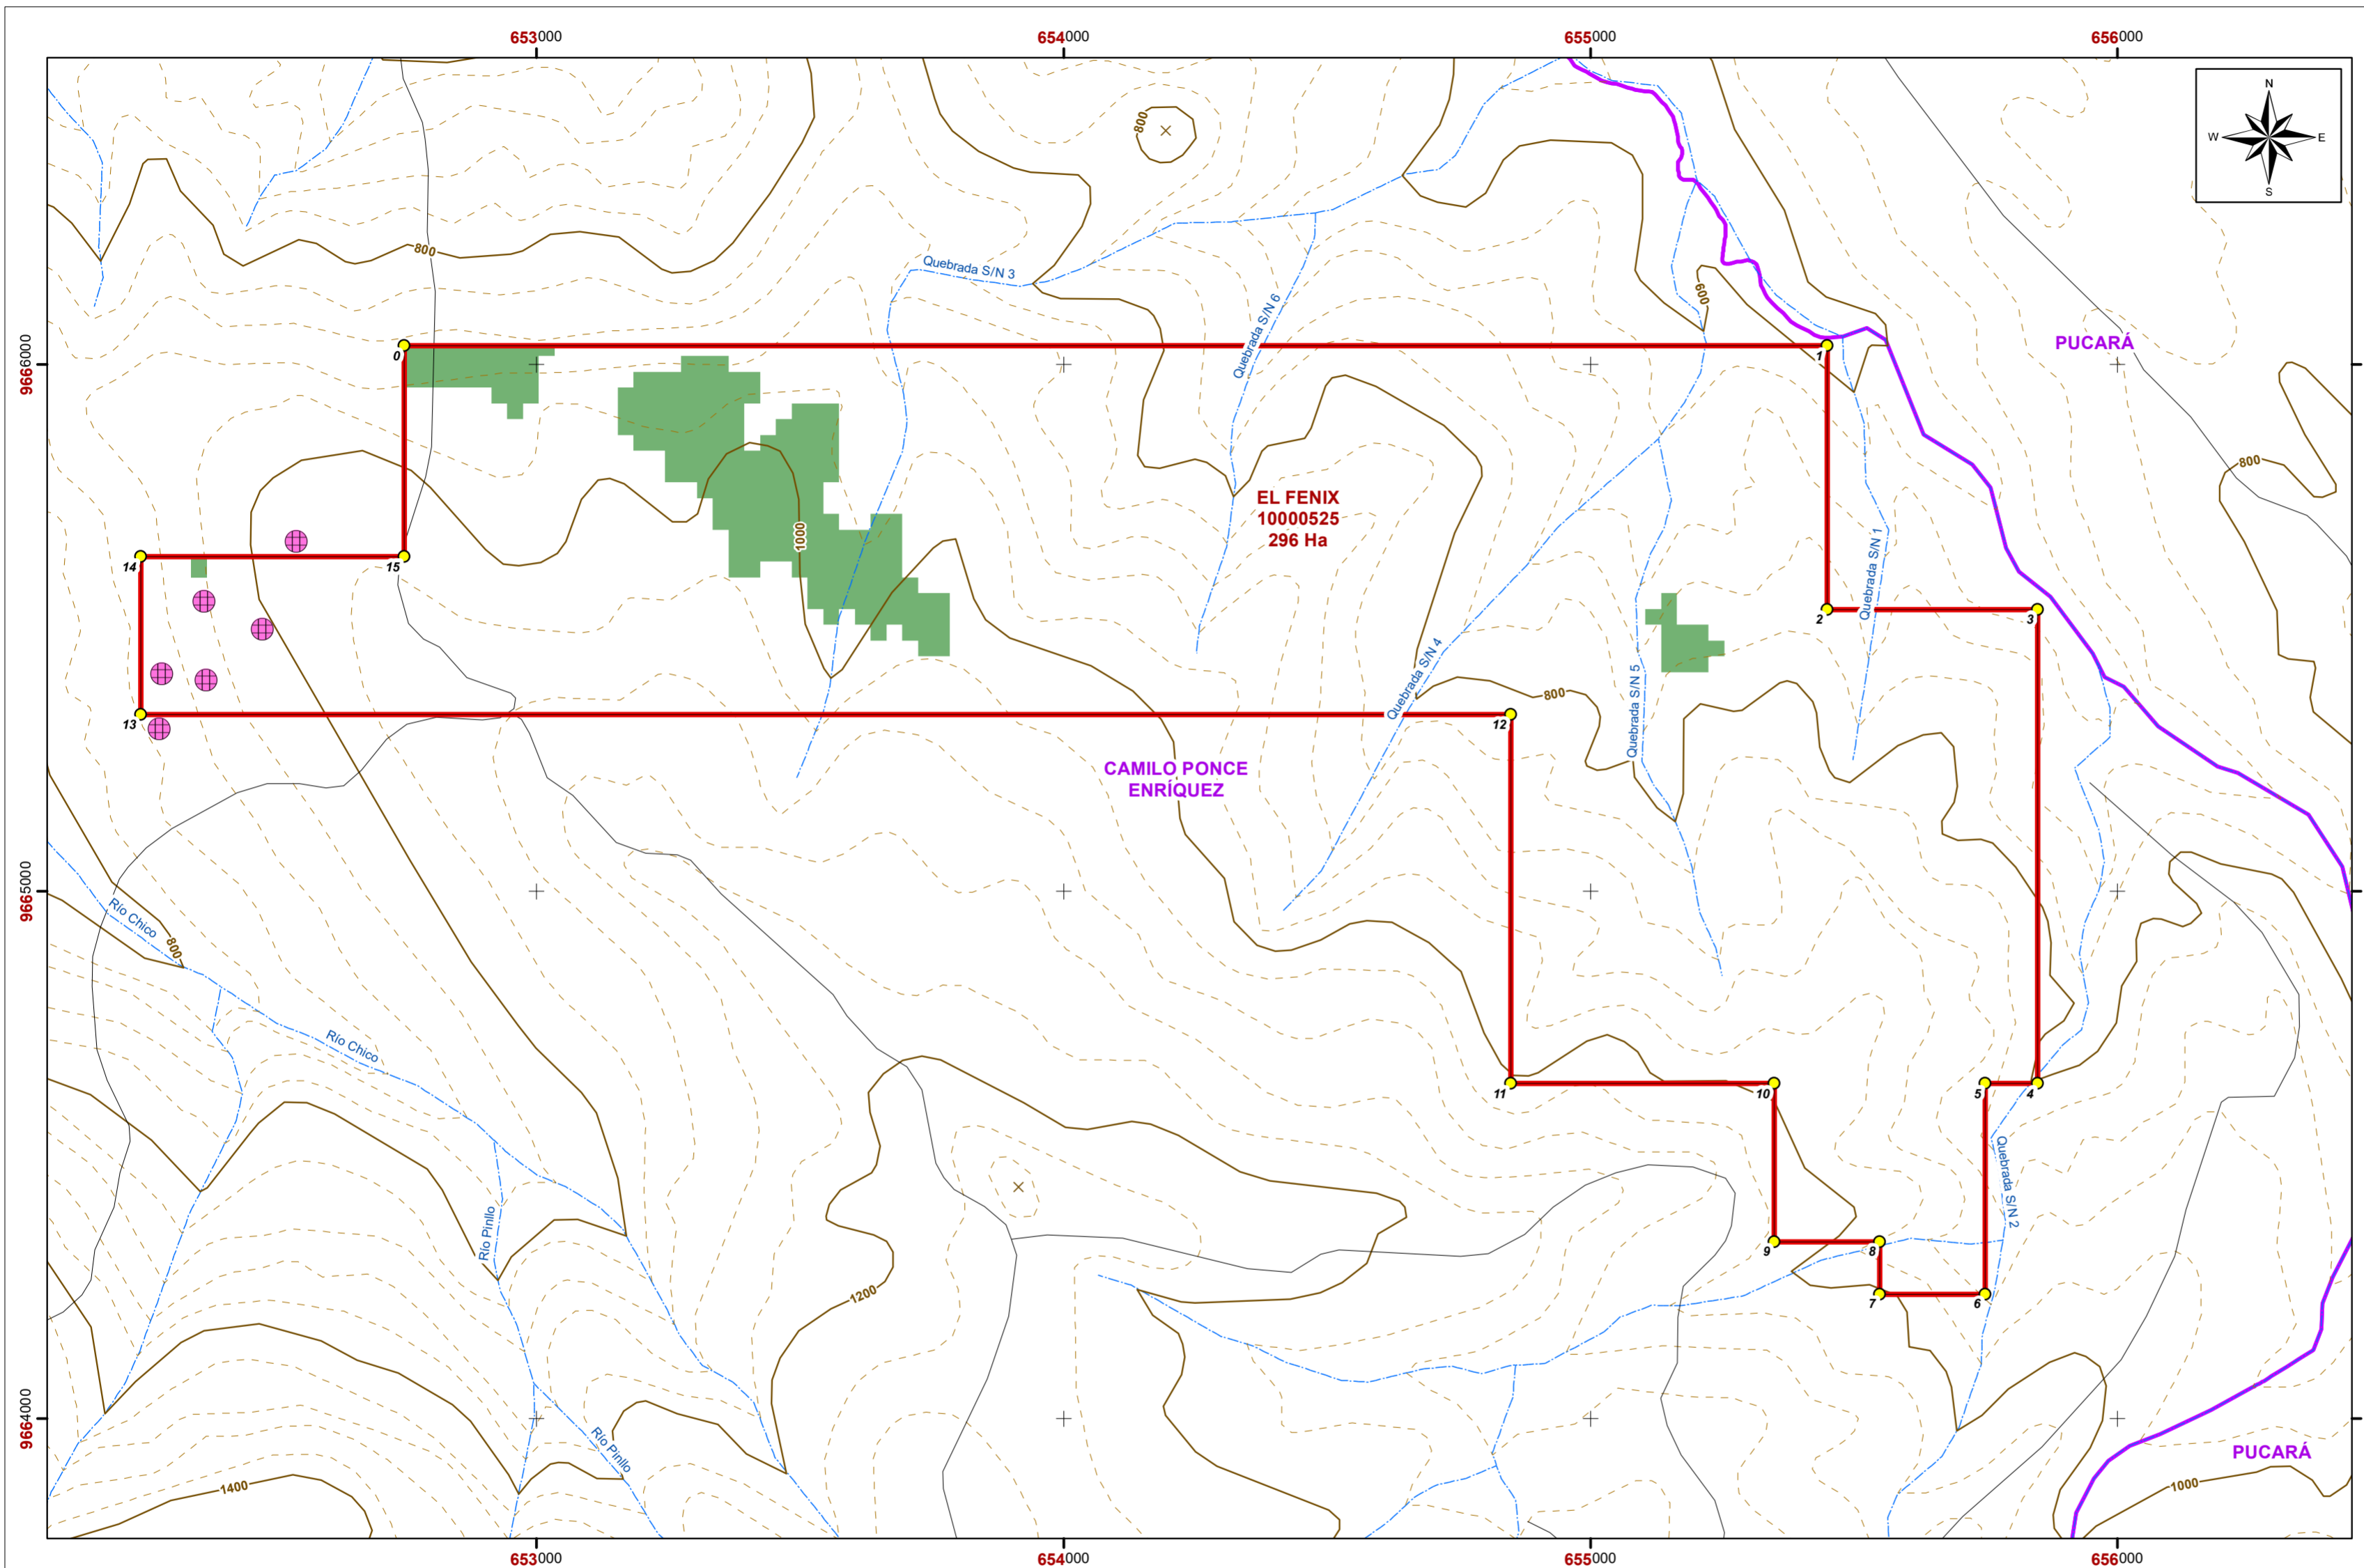 653000 654000 655000 656000
N
W E
S
800
800
Quebrada S/N 3
Quebrada S/N 6
600
PUCARÁ
9666000
0
1
800
EL FENIX
10000525
296 Ha
1000
14
15
Quebrada S/N 1
2
3
Quebrada S/N 4
Quebrada S/N 5
800
13
12
CAMILO PONCE
ENRÍQUEZ
9665000
Río Chico
800
Río Chico
11
10
5
4
Quebrada S/N 2
Río Pinllo
9
8
1200
7
6
9664000
Río Pinllo
PUCARÁ
1400
1000
653000 654000 655000 656000